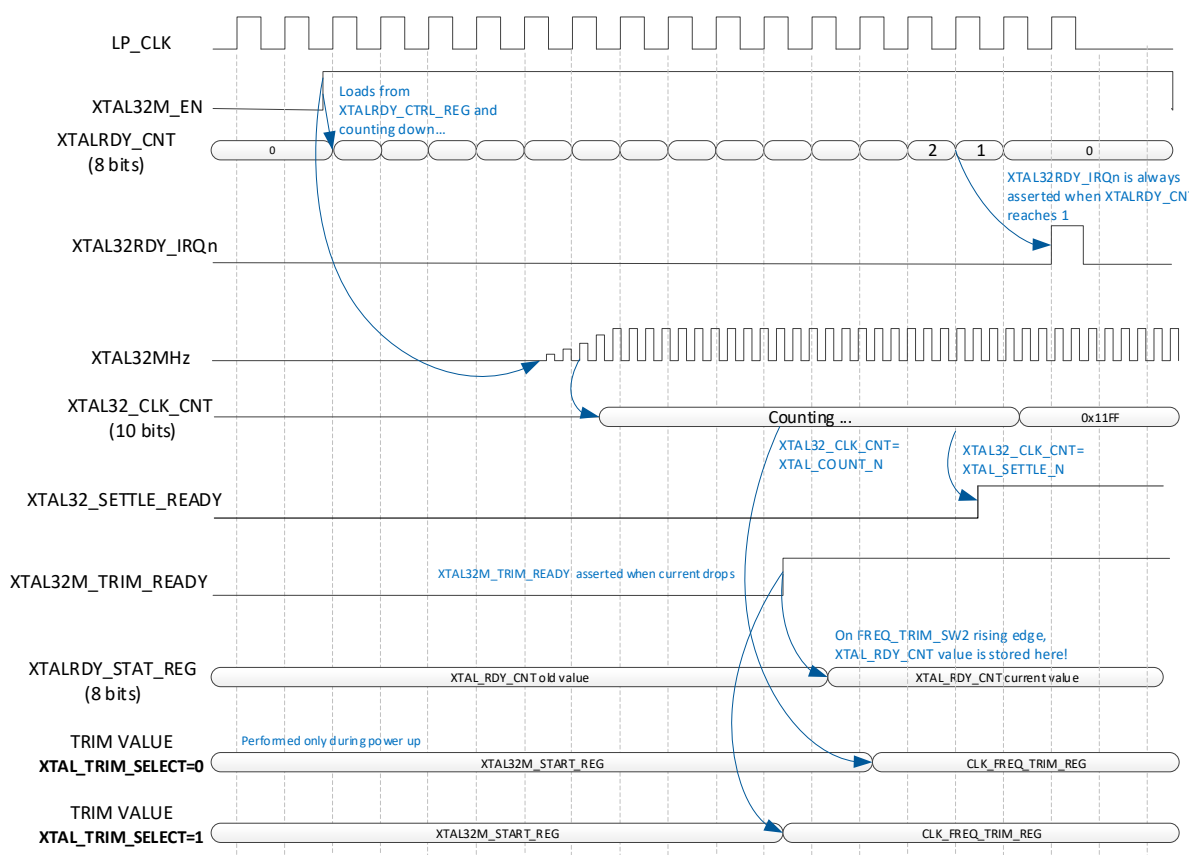 LP_CLK
XTAL32M_EN
Loads from
XTALRDY_CTRL_REG and
counting down...
XTALRDY_CNT
(8 bits)
0
2
1
0
XTAL32RDY_IRQn is always
asserted when XTALRDY_CNT
reaches 1
XTAL32RDY_IRQn
XTAL32MHz
XTAL32_CLK_CNT
(10 bits)
Counting ...
0x11FF
XTAL32_CLK_CNT=
XTAL_COUNT_N
XTAL32_CLK_CNT=
XTAL_SETTLE_N
XTAL32_SETTLE_READY
XTAL32M_TRIM_READY
XTAL32M_TRIM_READY asserted when current drops
On FREQ_TRIM_SW2 rising edge,
XTAL_RDY_CNT value is stored here!
XTALRDY_STAT_REG
(8 bits)
XTAL_RDY_CNT old value
XTAL_RDY_CNT current value
TRIM VALUE
XTAL_TRIM_SELECT=0
Performed only during power up
XTAL32M_START_REG
CLK_FREQ_TRIM_REG
TRIM VALUE
XTAL_TRIM_SELECT=1
XTAL32M_START_REG
CLK_FREQ_TRIM_REG